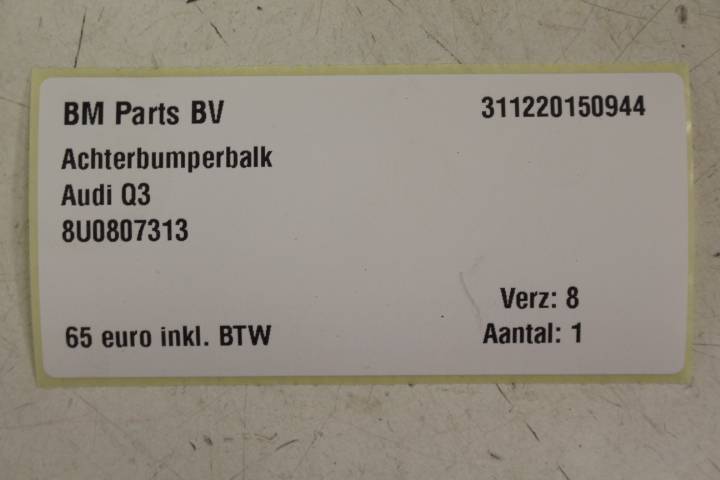 BM Parts BV 311220150944
Achterbumperbalk
Audi Q3
8U0807313
Verz: 8
65 euro inkl. BTW Aantal: 1